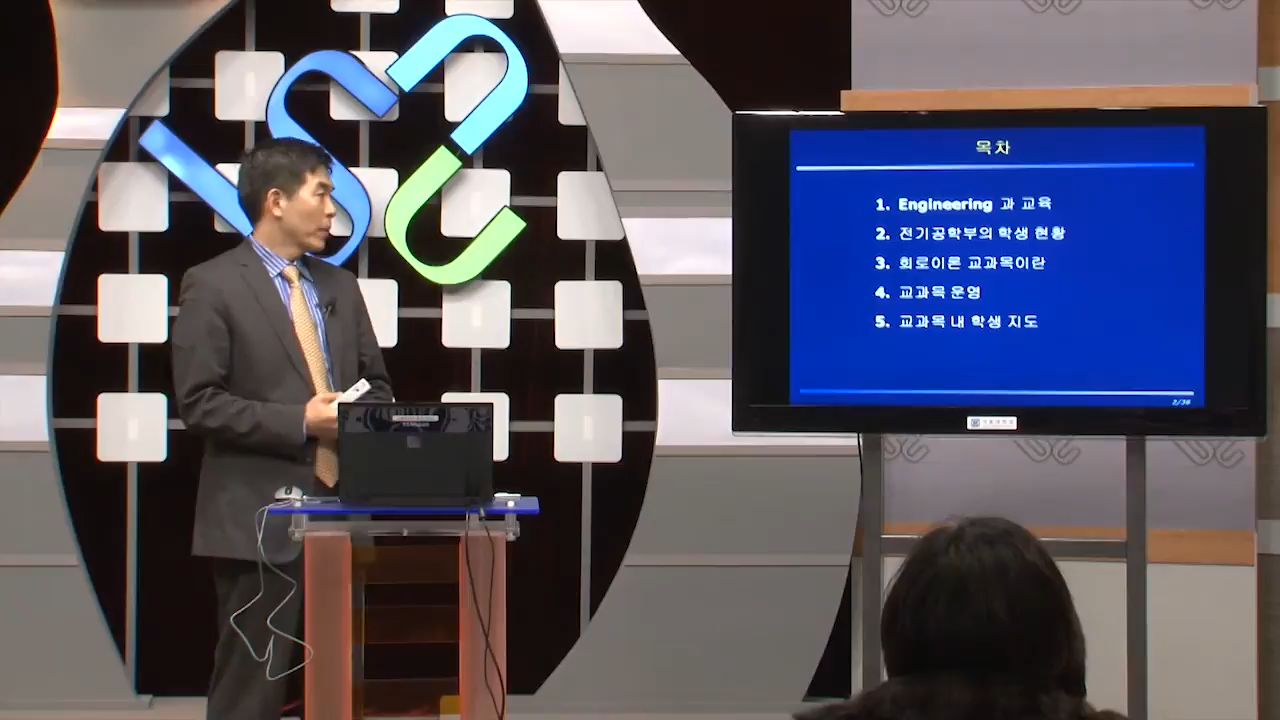 목차
1. Engineering 과 교육
2. 전기공학부의 학생 현황
3. 회로이론 교과목이란
4. 교과목 운영
5. 교과목 내 학생 지도
2/36